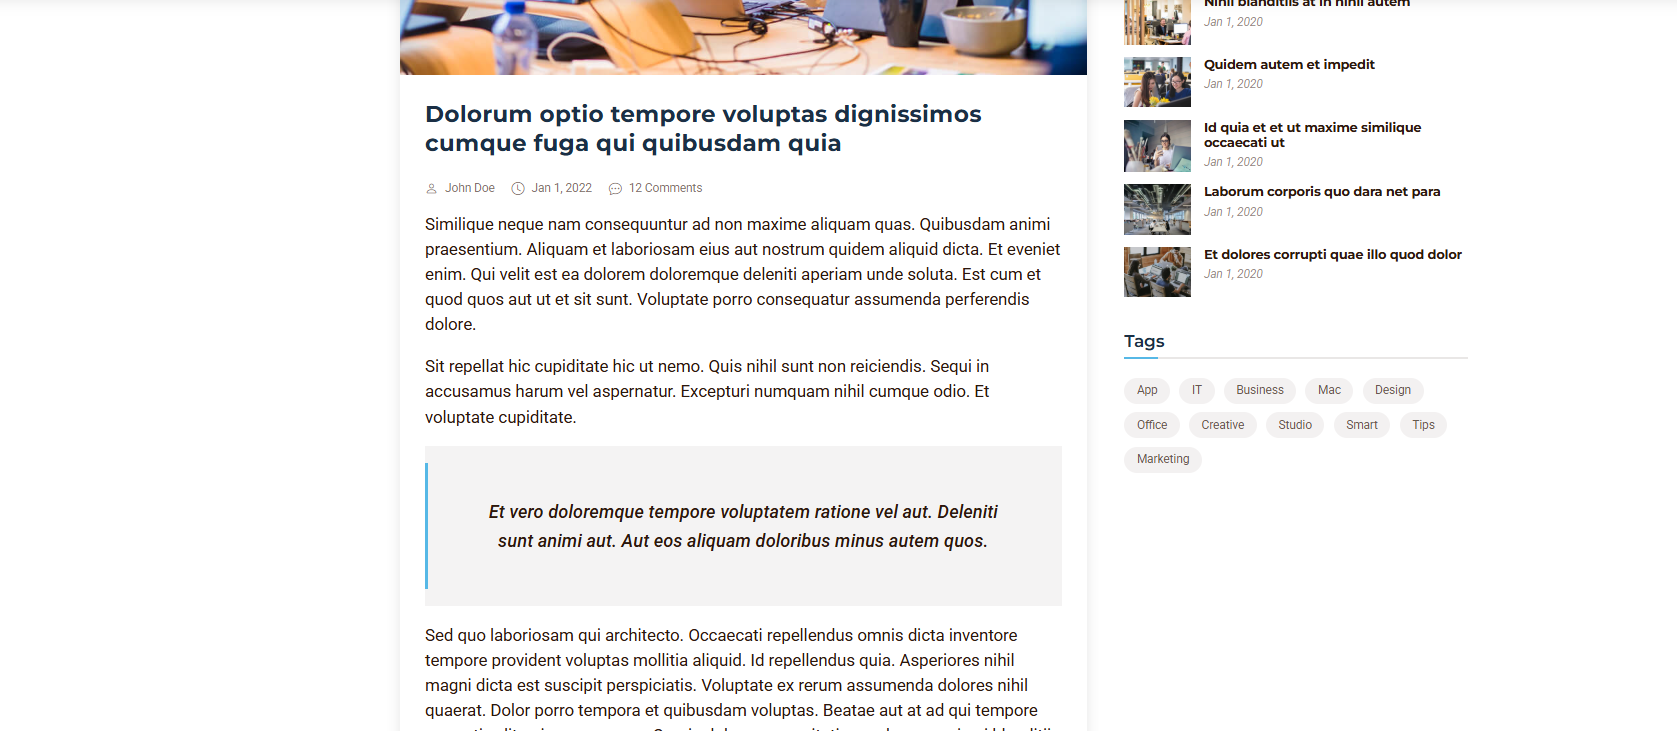 Dolorum optio tempore voluptas dignissimos
cumque fuga qui quibusdam quia
John Doe Jan 1, 2022 12 Comments
Similique neque nam consequuntur ad non maxime aliquam quas. Quibusdam animi
praesentium. Aliquam et laboriosam eius aut nostrum quidem aliquid dicta. Et eveniet
enim. Qui velit est ea dolorem doloremque deleniti aperiam unde soluta. Est cum et
quod quos aut ut et sit sunt. Voluptate porro consequatur assumenda perferendis
dolore.
Sit repellat hic cupiditate hic ut nemo. Quis nihil sunt non reiciendis. Sequi in
accusamus harum vel aspernatur. Excepturi numquam nihil cumque odio. Et
voluptate cupiditate.
Et vero doloremque tempore voluptatem ratione vel aut. Deleniti
sunt animi aut. Aut eos aliquam doloribus minus autem quos.
Sed quo laboriosam qui architecto. Occaecati repellendus omnis dicta inventore
tempore provident voluptas mollitia aliquid. Id repellendus quia. Asperiores nihil
magni dicta est suscipit perspiciatis. Voluptate ex rerum assumenda dolores nihil
quaerat. Dolor porro tempora et quibusdam voluptas. Beatae aut at ad qui tempore
Nihil blanditiis at in nihil autem
Jan 1, 2020
Quidem autem et impedit
Jan 1, 2020
Id quia et et ut maxime similique
occaecati ut
Jan 1, 2020
Laborum corporis quo dara net para
Jan 1, 2020
Et dolores corrupti quae illo quod dolor
Jan 1, 2020
Tags
App IT Business Mac Design
Office Creative Studio Smart Tips
Marketing